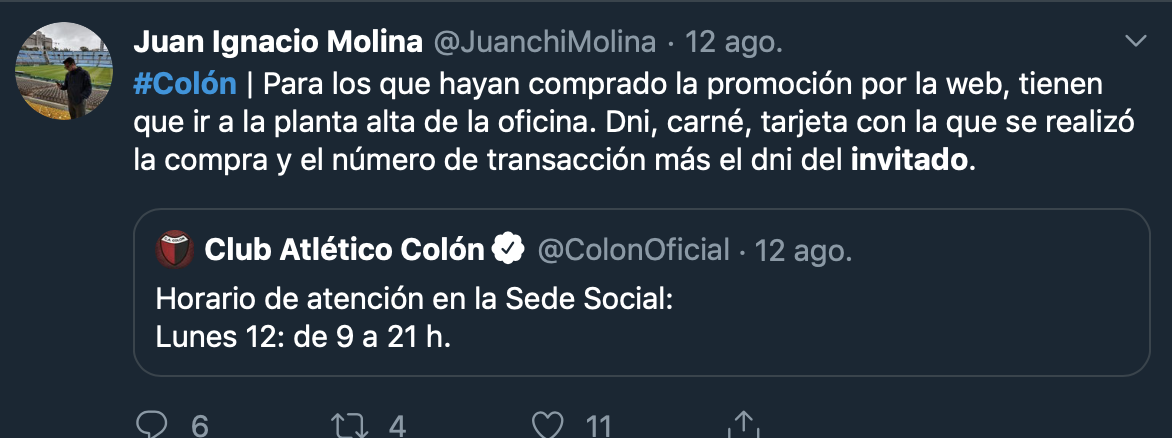 Juan Ignacio Molina @JuanchiMolina · 12 ago.
#Colón | Para los que hayan comprado la promoción por la web, tienen
que ir a la planta alta de la oficina. Dni, carné, tarjeta con la que se realizó
la compra y el número de transacción más el dni del invitado.
Club Atlético Colón @ColonOficial · 12 ago.
Horario de atención en la Sede Social:
Lunes 12: de 9 a 21 h.
6 4 11